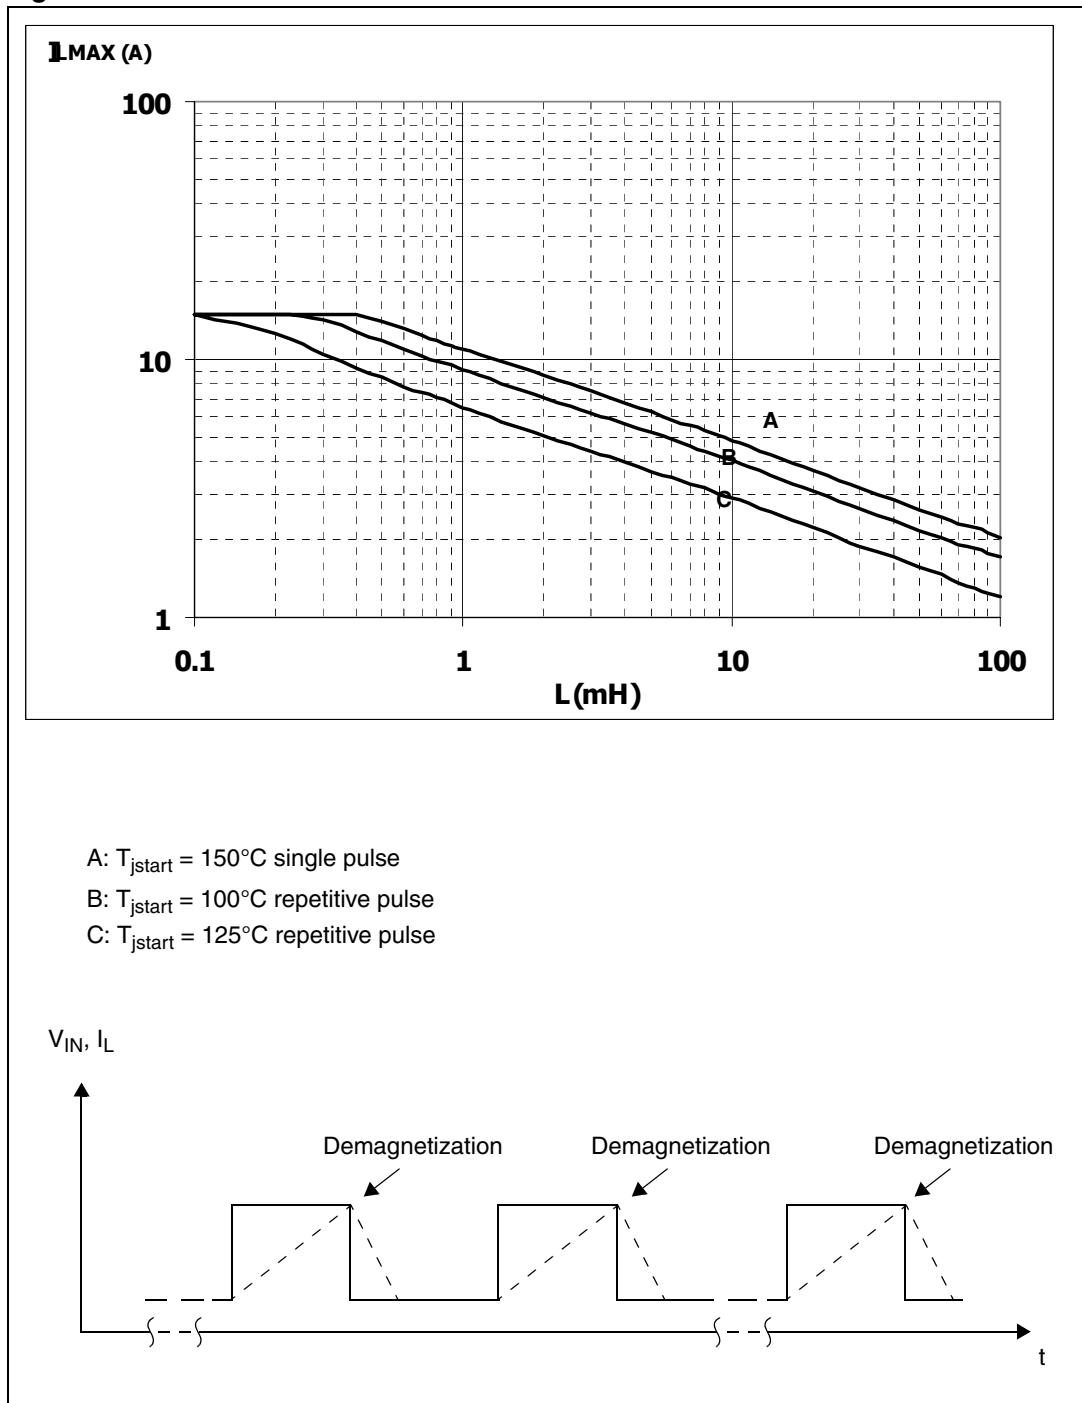 ILMAX (A)
100
10
1
A
B
C
0.1 1 10 100
L(mH)
A: Tjstart = 150°C single pulse
B: Tjstart = 100°C repetitive pulse
C: Tjstart = 125°C repetitive pulse
VIN, IL
Demagnetization Demagnetization Demagnetization
t